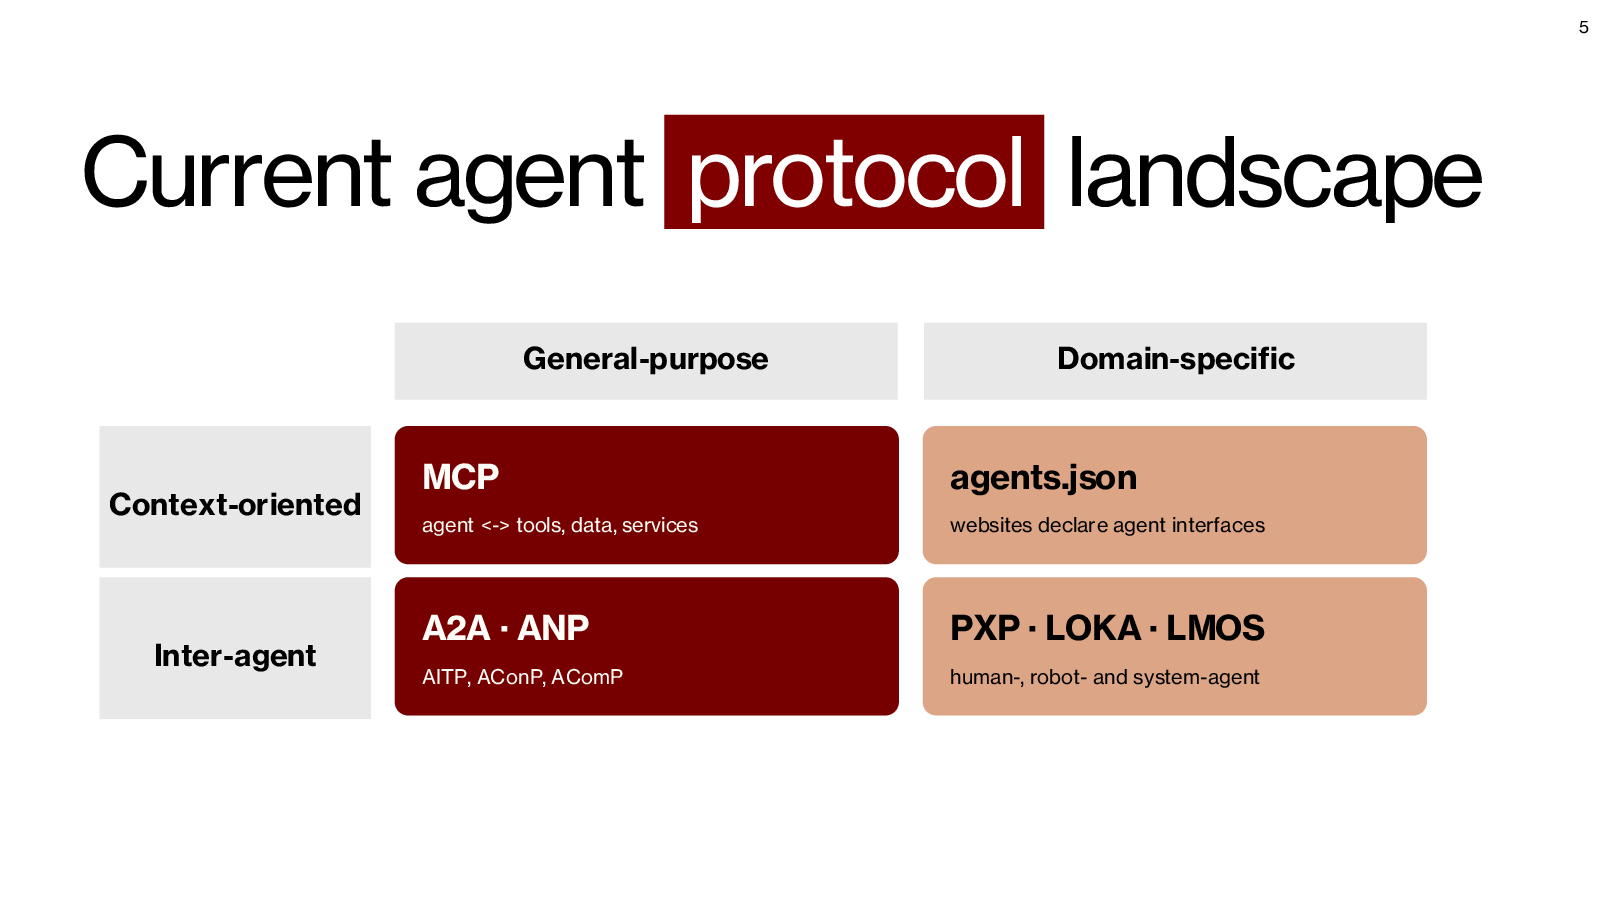 5
Current agent protocol landscape
General-purpose
Domain-specific
Context-oriented
MCP
agent <-> tools, data, services
agents.json
websites declare agent interfaces
Inter-agent
A2A · ANP
AITP, AConP, AComP
PXP · LOKA · LMOS
human-, robot- and system-agent